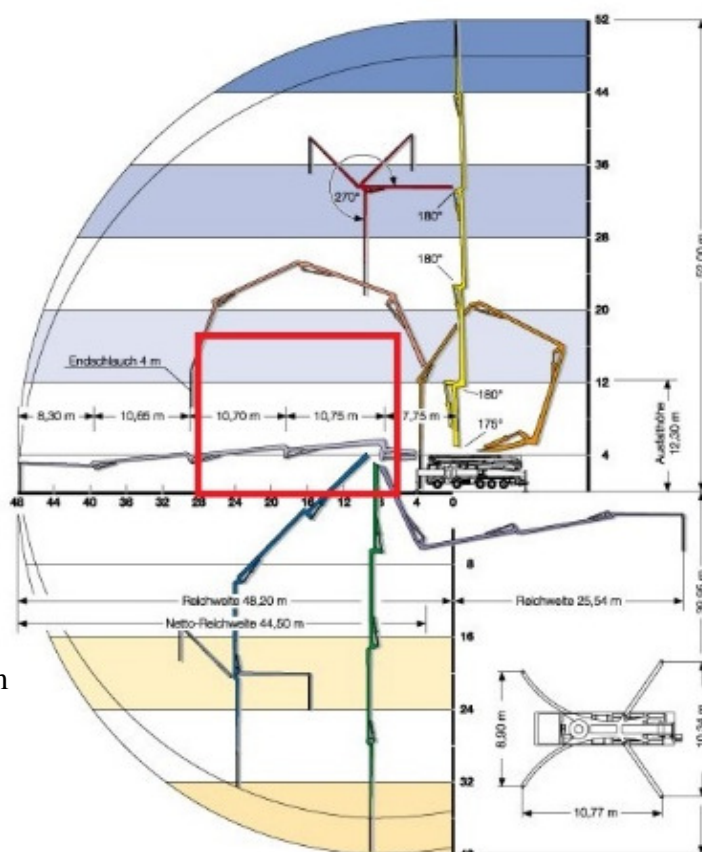 52
44
36
270°
180°
28
180°
52,00 m
20
Endschlauch 4 m
12
180°
8,30 m
10,65 m
10,70 m
10,75 m
7,75 m
175°
Ausfalthöhe
12,30 m
4
48 44 40 36 32 28 24 20 16 12 8 4 0
8
Reichweite 48,20 m
Reichweite 25,54 m
Netto-Reichweite 44,50 m
16
m
24
8,90 m
32
10,77 m